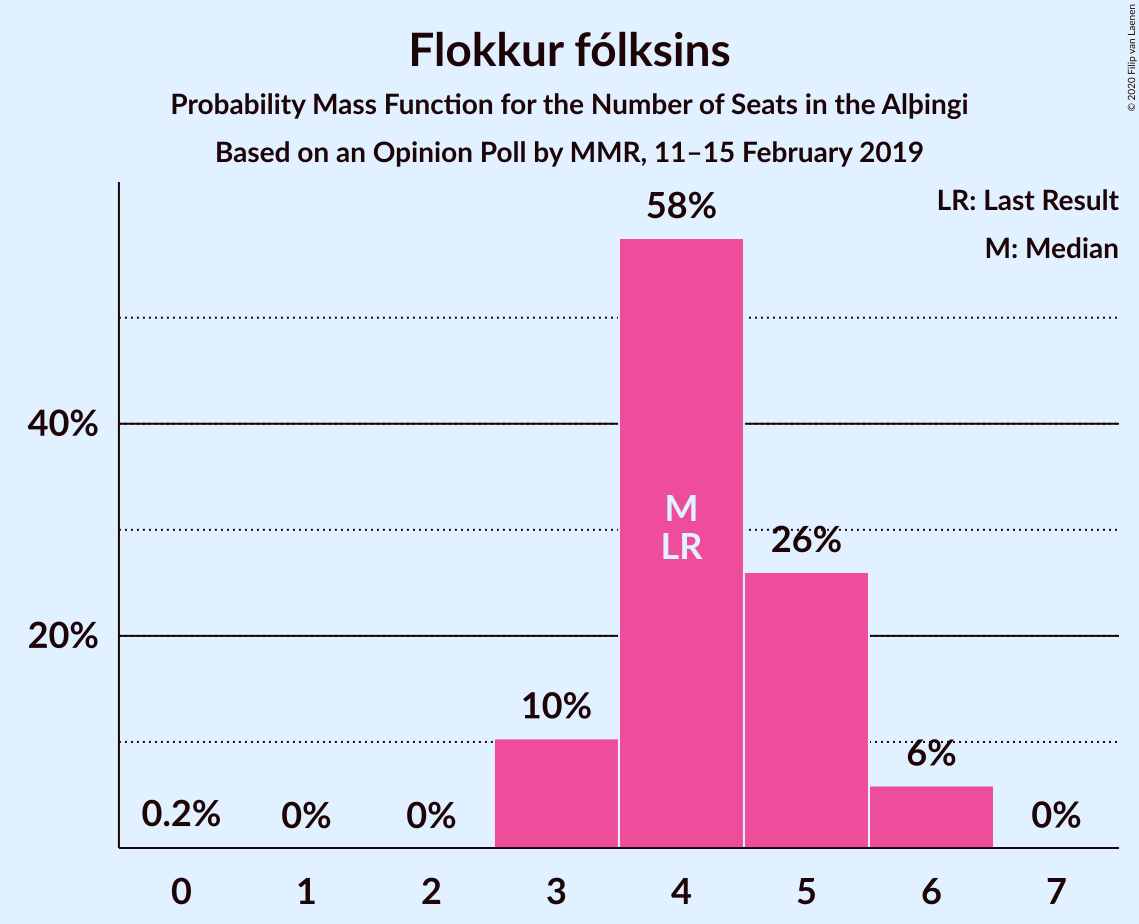 Flokkur fólksins
Probability Mass Function for the Number of Seats in the Alþingi
Based on an Opinion Poll by MMR, 11–15 February 2019
© 2020 Filip van Laenen
LR: Last Result
M: Median
58%
40%
M
LR
26%
20%
10%
6%
0.2%
0%
0%
0%
0 1 2 3 4 5 6 7